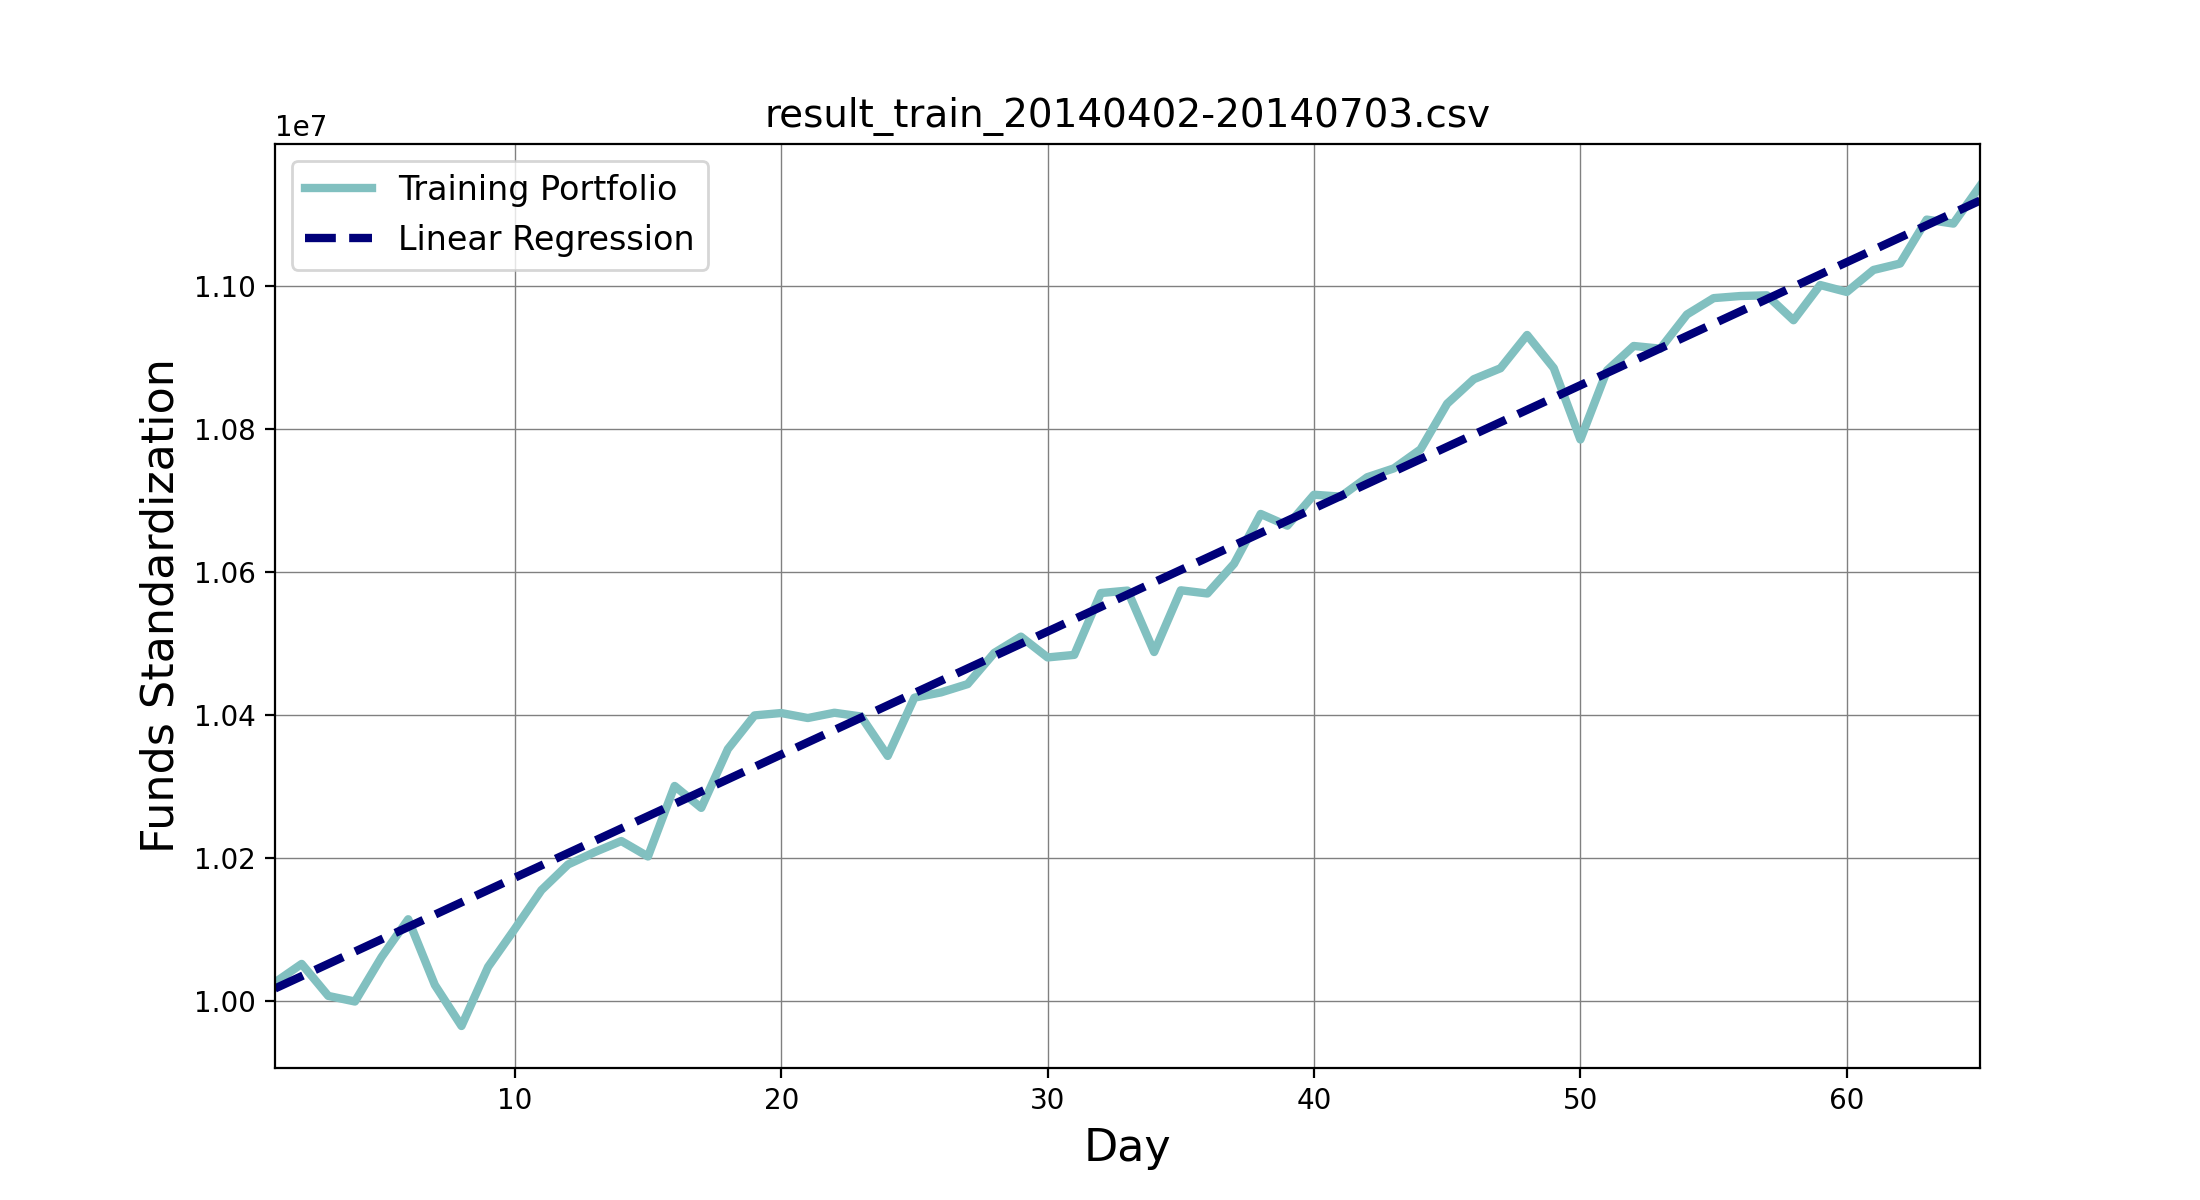 result_train_20140402-20140703.csv
1e7
Training Portfolio
Linear Regression
Funds Standardization
1.10
1.08
1.06
1.04
1.02
1.00
10 20 30 40 50 60
Day